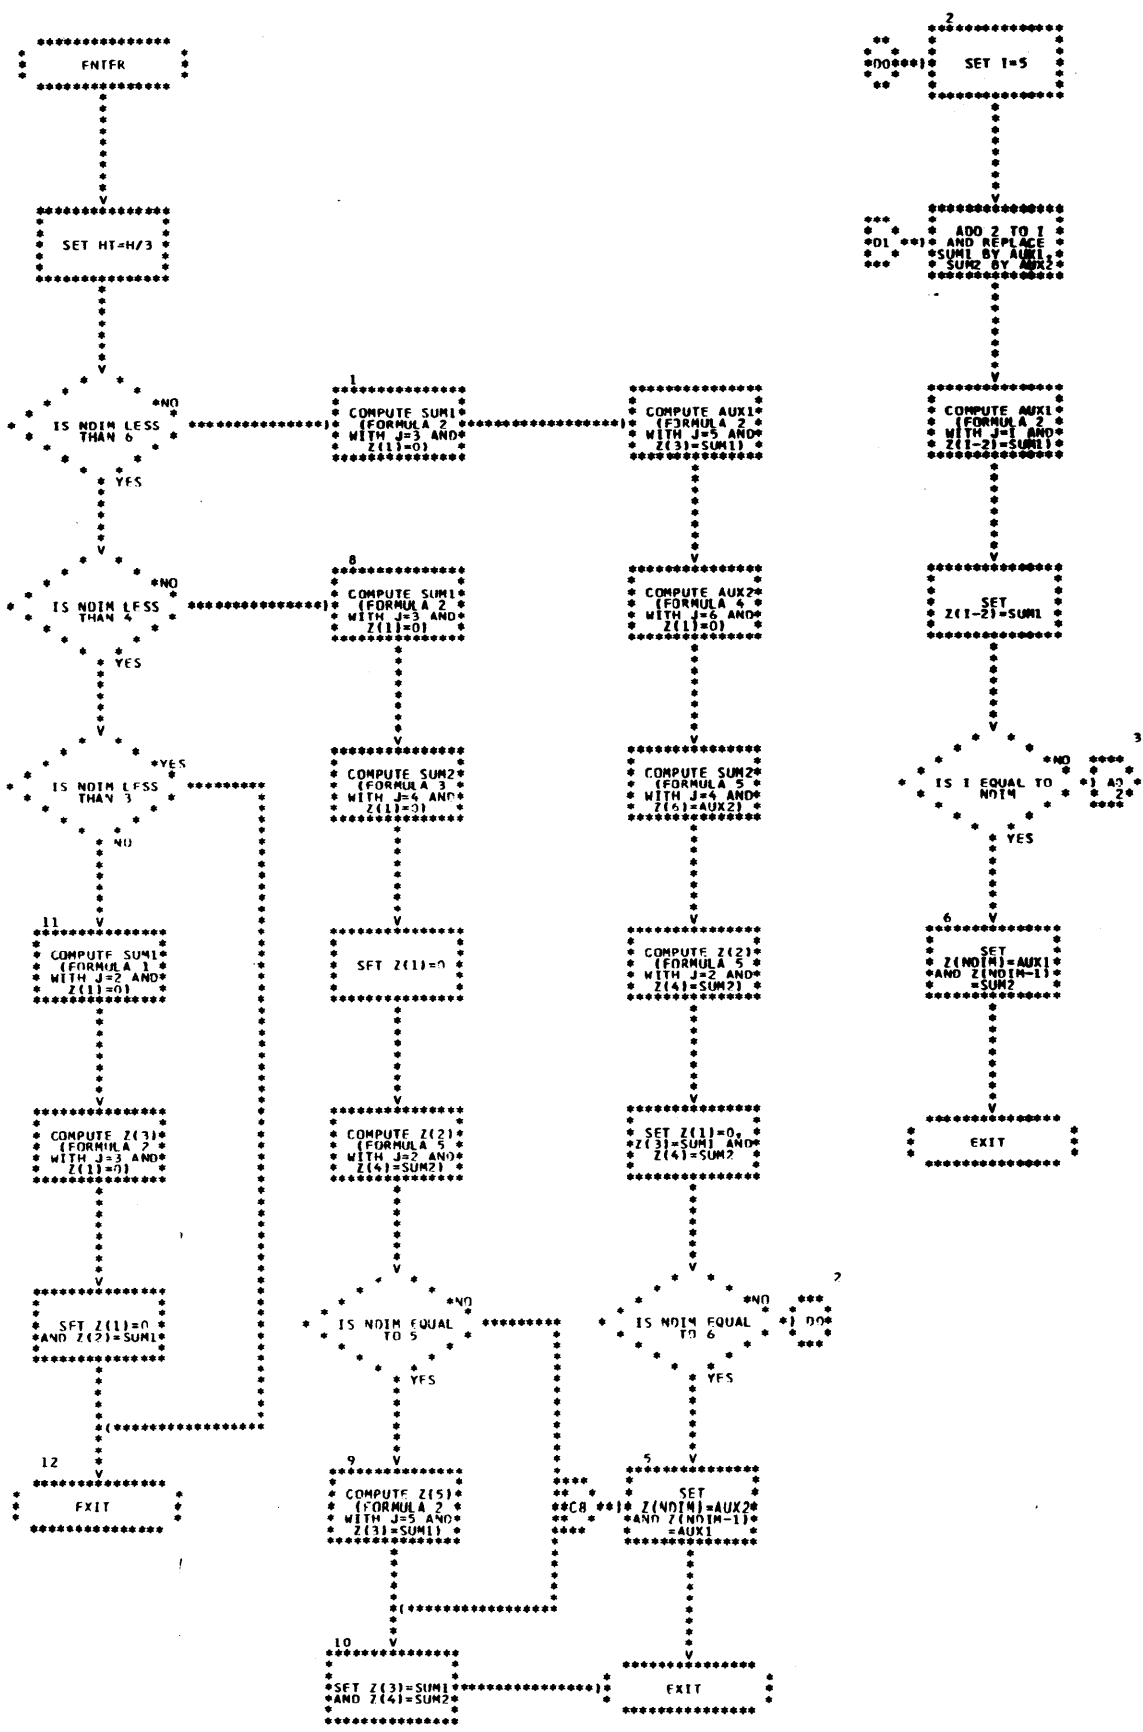 ENTER
SET HT=H/3
IS NDIM LESS
THAN 6
NO
YES
IS NDIM LESS
THAN 4
NO
YES
IS NDIM LESS
THAN 3
YES
NO
11
COMPUTE SUM1
(FORMULA 1
WITH J=2 AND
Z(1)=0)
COMPUTE Z(3)
(FORMULA 2
WITH J=3 AND
Z(1)=0)
SET Z(1)=0
AND Z(2)=SUM1
12
EXIT
1
COMPUTE SUM1
(FORMULA 2
WITH J=3 AND
Z(1)=0)
8
COMPUTE SUM1
(FORMULA 2
WITH J=3 AND
Z(1)=0)
COMPUTE SUM2
(FORMULA 3
WITH J=4 AND
Z(1)=0)
SET Z(1)=0
COMPUTE Z(2)
(FORMULA 5
WITH J=2 AND
Z(4)=SUM2)
IS NDIM EQUAL
TO 5
NO
YES
9
COMPUTE Z(5)
(FORMULA 2
WITH J=5 AND
Z(3)=SUM1)
10
SET Z(3)=SUM1
AND Z(4)=SUM2
COMPUTE AUX1
(FORMULA 2
WITH J=5 AND
Z(3)=SUM1)
COMPUTE AUX2
(FORMULA 4
WITH J=6 AND
Z(1)=0)
COMPUTE SUM2
(FORMULA 5
WITH J=4 AND
Z(6)=AUX2)
COMPUTE Z(2)
(FORMULA 5
WITH J=2 AND
Z(4)=SUM2)
SET Z(1)=0,
Z(3)=SUM1 AND
Z(4)=SUM2
IS NDIM EQUAL
TO 6
NO
2
DO
YES
C8
5
SET
Z(NDIM)=AUX2
AND Z(NDIM-1)
=AUX1
EXIT
DO
2
SET I=5
D1
ADD 2 TO I
AND REPLACE
SUM1 BY AUX1,
SUM2 BY AUX2
COMPUTE AUX1
(FORMULA 2
WITH J=I AND
Z(I-2)=SUM1)
SET
Z(I-2)=SUM1
IS I EQUAL TO
NDIM
NO
3
AO
2
YES
6
SET
Z(NDIM)=AUX1
AND Z(NDIM-1)
=SUM2
EXIT